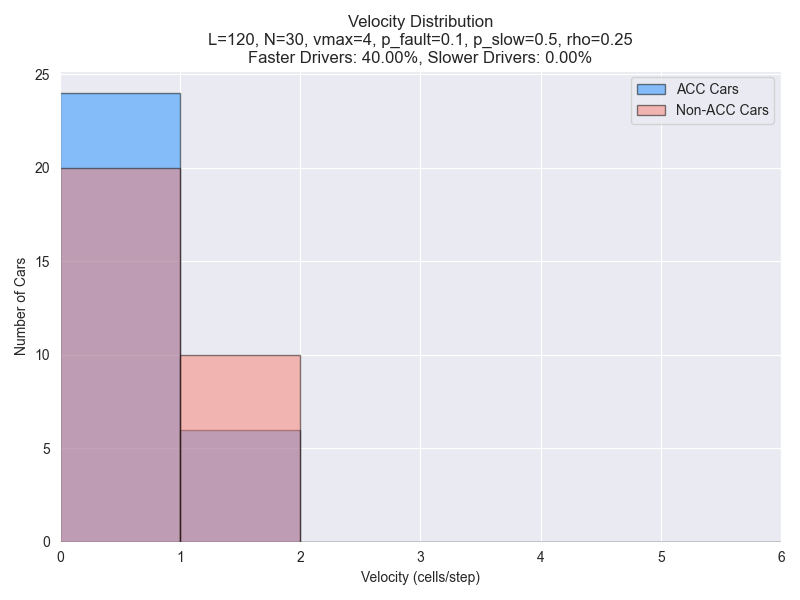 Velocity Distribution
L=120, N=30, vmax=4, p_fault=0.1, p_slow=0.5, rho=0.25
Faster Drivers: 40.00%, Slower Drivers: 0.00%
ACC Cars
Non-ACC Cars
Number of Cars
25
20
15
10
5
0
0 1 2 3 4 5 6
Velocity (cells/step)